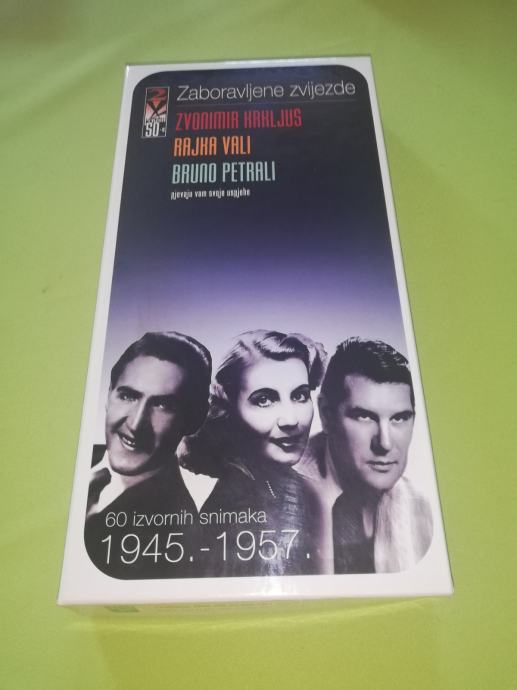 Zaboravljene zvijezde
ZVONIMIR KRKLJUŠ
RAJKA VALI
BRUNO PETRALI
pjevaju vam svoje uspjehe
60 izvornih snimaka
1945.-1957.